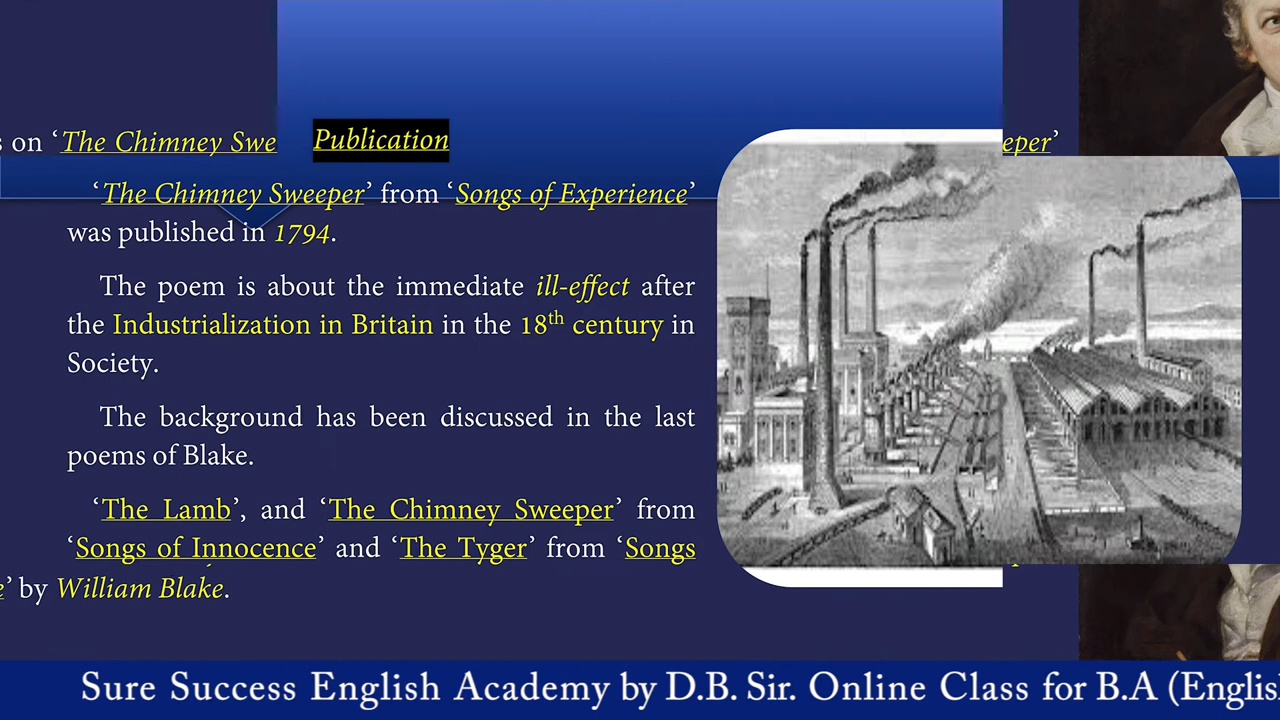 s on ‘The Chimney Swe
Publication
eper’
‘The Chimney Sweeper’ from ‘Songs of Experience’
was published in 1794.
The poem is about the immediate ill-effect after
the Industrialization in Britain in the 18th century in
Society.
The background has been discussed in the last
poems of Blake.
‘The Lamb’, and ‘The Chimney Sweeper’ from
‘Songs of Innocence’ and ‘The Tyger’ from ‘Songs
e’ by William Blake.
Sure Success English Academy by D.B. Sir. Online Class for B.A (Englis